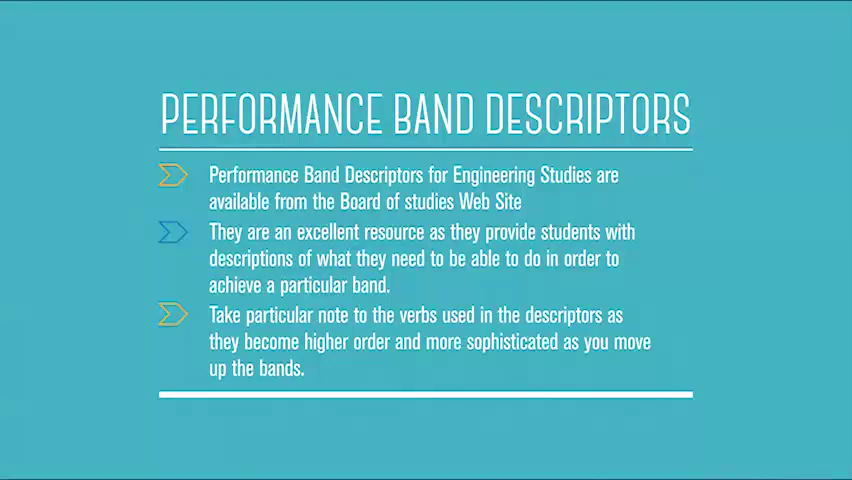 PERFORMANCE BAND DESCRIPTORS
Performance Band Descriptors for Engineering Studies are
available from the Board of studies Web Site
They are an excellent resource as they provide students with
descriptions of what they need to be able to do in order to
achieve a particular band.
Take particular note to the verbs used in the descriptors as
they become higher order and more sophisticated as you move
up the bands.